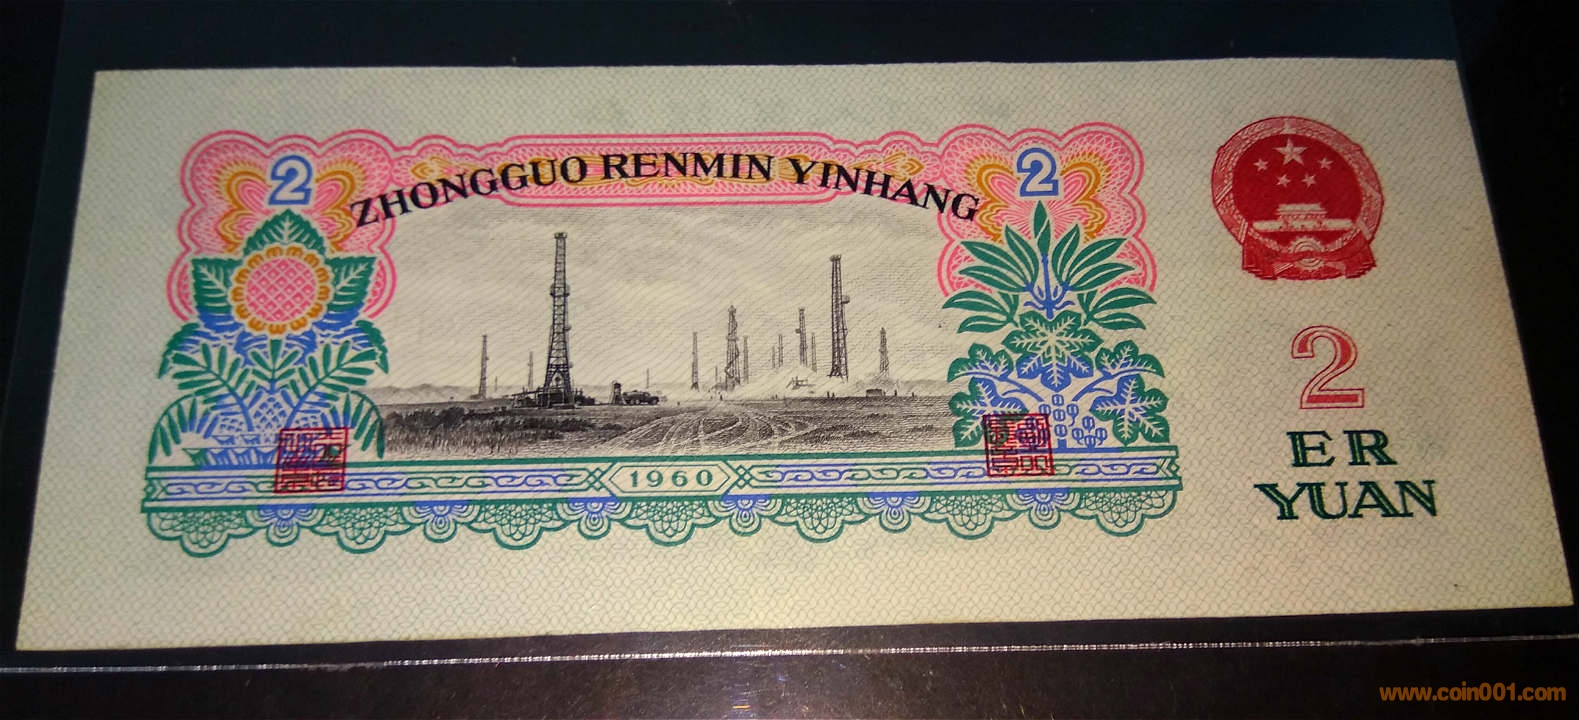 2
ZHONGGUO RENMIN YINHANG
2
1960
2
ER
YUAN
www.coin001.com